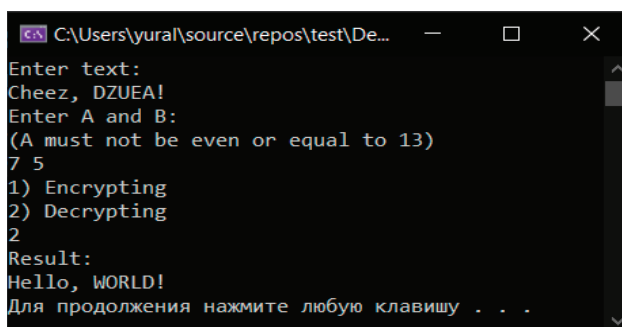 C:\Users\yural\source\repos\test\De...
Enter text:
Cheez, DZUEA!
Enter A and B:
(A must not be even or equal to 13)
7 5
1) Encrypting
2) Decrypting
2
Result:
Hello, WORLD!
Для продолжения нажмите любую клавишу . . .